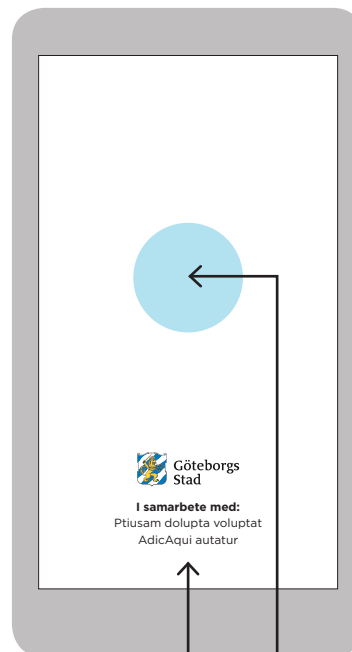 Göteborgs
Stad
I samarbete med:
Ptiusam dolupta voluptat
AdicAqui autatur